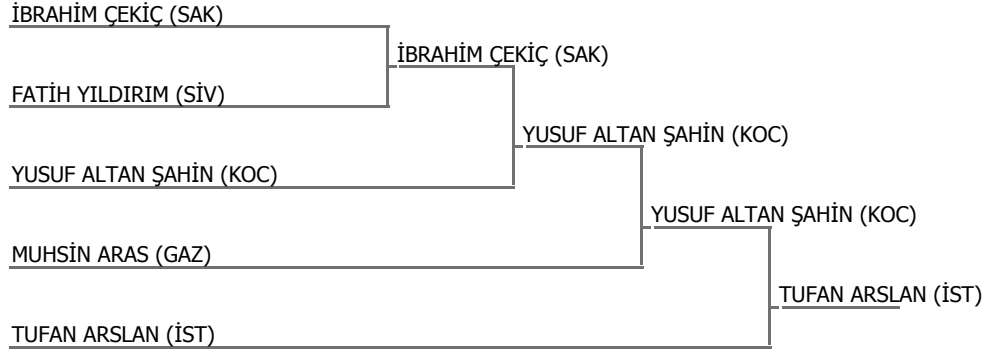 İBRAHİM ÇEKİÇ (SAK)
İBRAHİM ÇEKİÇ (SAK)
FATİH YILDIRIM (SİV)
YUSUF ALTAN ŞAHİN (KOC)
YUSUF ALTAN ŞAHİN (KOC)
YUSUF ALTAN ŞAHİN (KOC)
MUHSİN ARAS (GAZ)
TUFAN ARSLAN (İST)
TUFAN ARSLAN (İST)